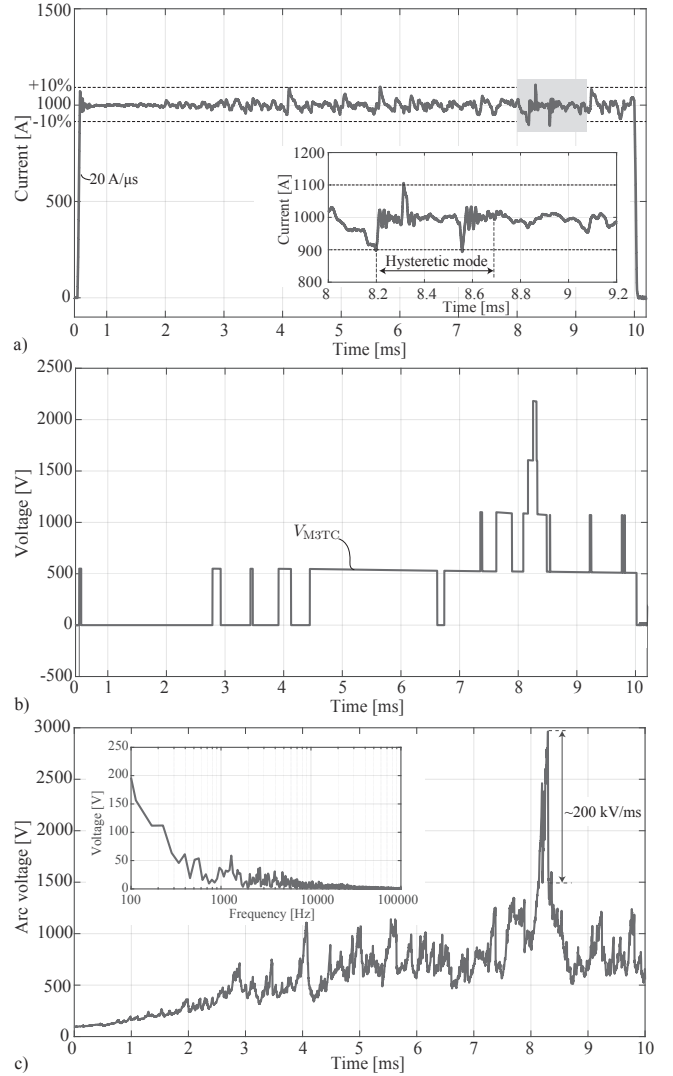 1500
+10%
1000
-10%
Current [A]
20 A/μs
500
0
1200
1100
1000
900
800
Current [A]
Hysteretic mode
8 8.2 8.4 8.6 8.8 9 9.2
Time [ms]
0 1 2 3 4 5 6 7 8 9 10
Time [ms]
a)
2500
2000
1500
1000
500
0
-500
Voltage [V]
VM3TC
0 1 2 3 4 5 6 7 8 9 10
Time [ms]
b)
3000
2500
2000
1500
1000
500
0
Arc voltage [V]
250
200
150
100
50
0
Voltage [V]
100 1000 10000 100000
Frequency [Hz]
~200 kV/ms
0 1 2 3 4 5 6 7 8 9 10
Time [ms]
c)